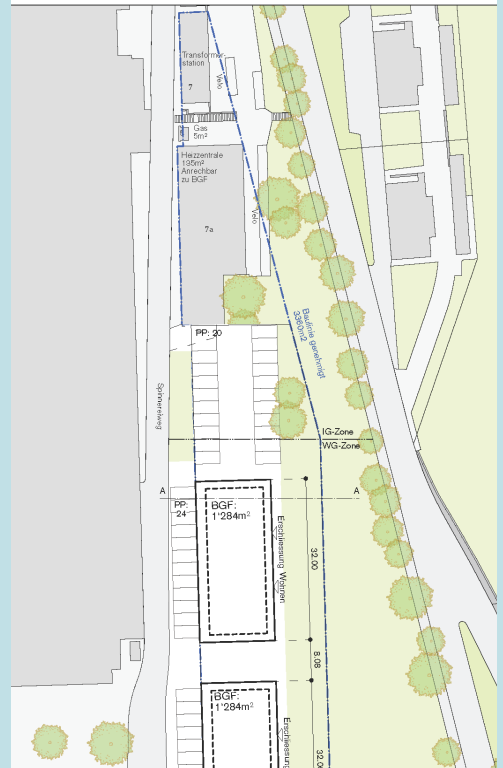 Transformer-
station
7
Velo
Gas
5m²
Heizzentrale
195m²
Anrechbar
zu BGF
7a
Velo
Baulinie genehmigt
3360m2
PP: 20
Spinnereiweg
IG-Zone
WG-Zone
A
A
PP:
24
BGF:
1'284m²
Erschliessung Wohnen
32.00
8.08
BGF:
1'284m²
Erschliessung
32.00